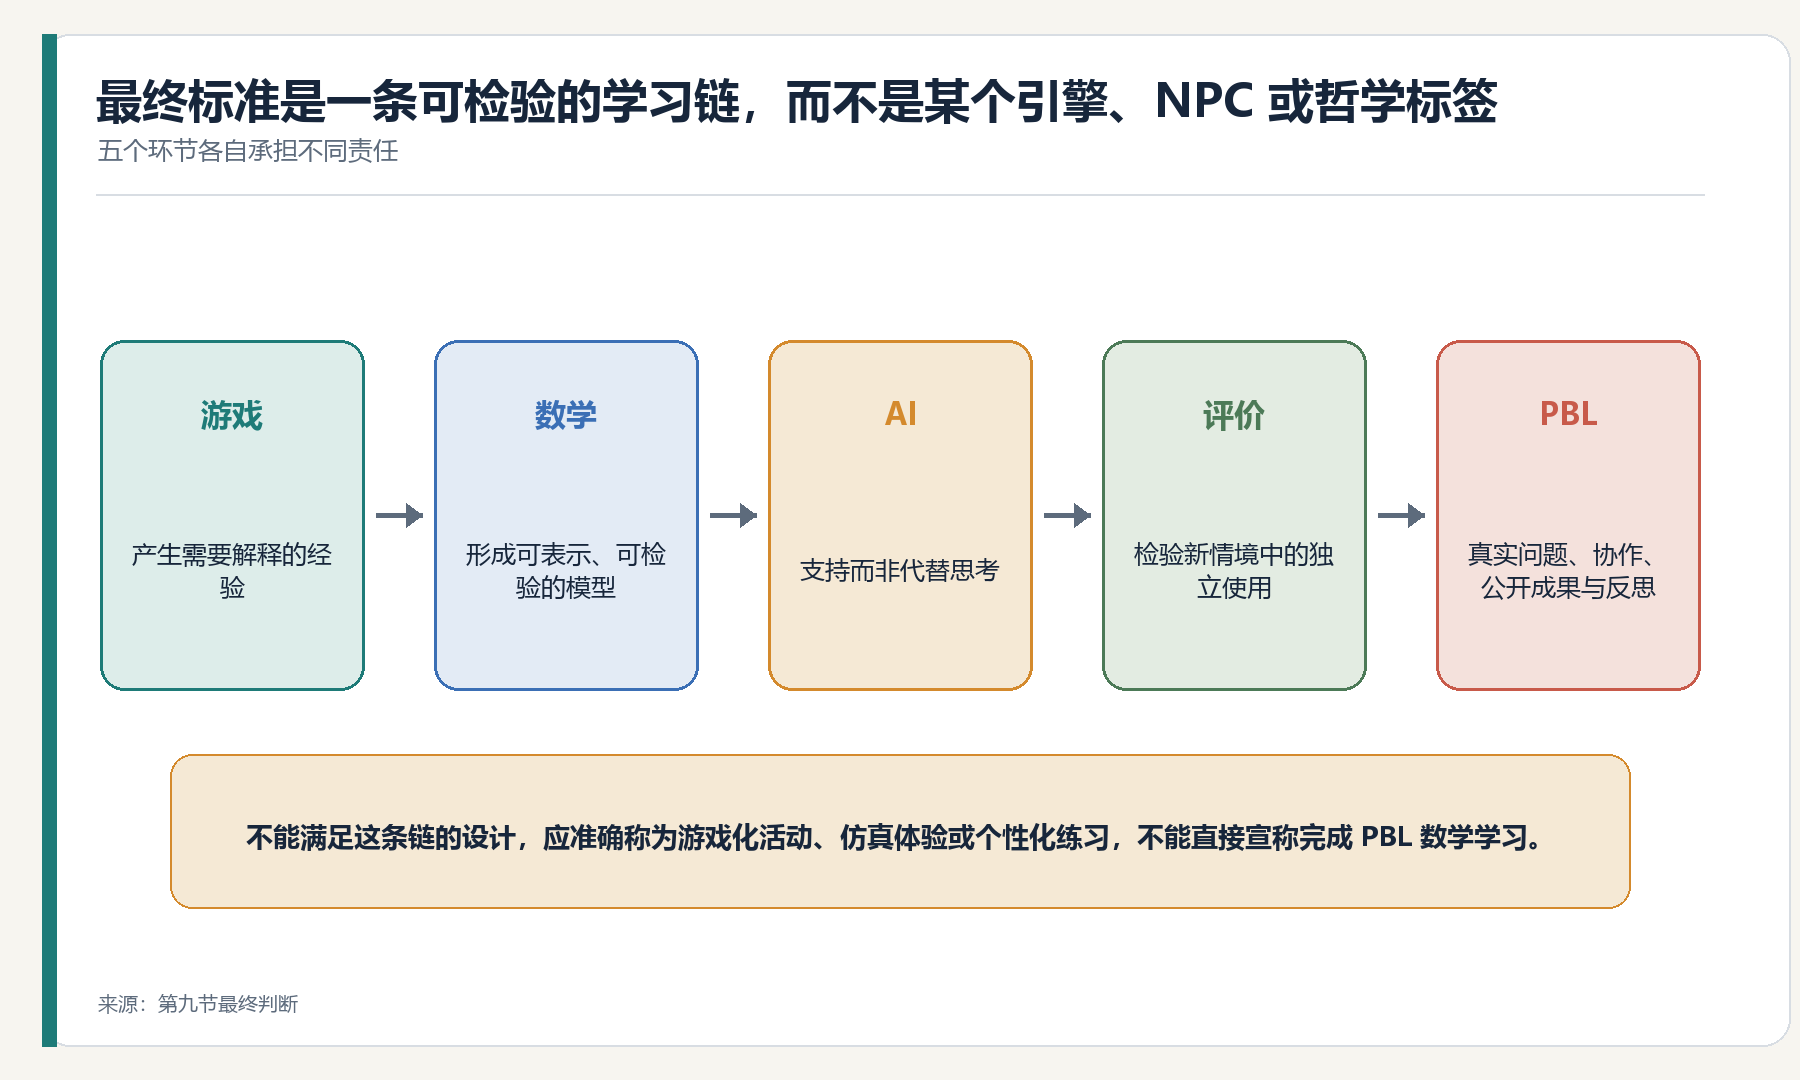 最终标准是一条可检验的学习链，而不是某个引擎、NPC 或哲学标签
五个环节各自承担不同责任
游戏
产生需要解释的经
验
数学
形成可表示、可检
验的模型
AI
支持而非代替思考
评价
检验新情境中的独
立使用
PBL
真实问题、协作、
公开成果与反思
不能满足这条链的设计，应准确称为游戏化活动、仿真体验或个性化练习，不能直接宣称完成 PBL 数学学习。
来源：第九节最终判断